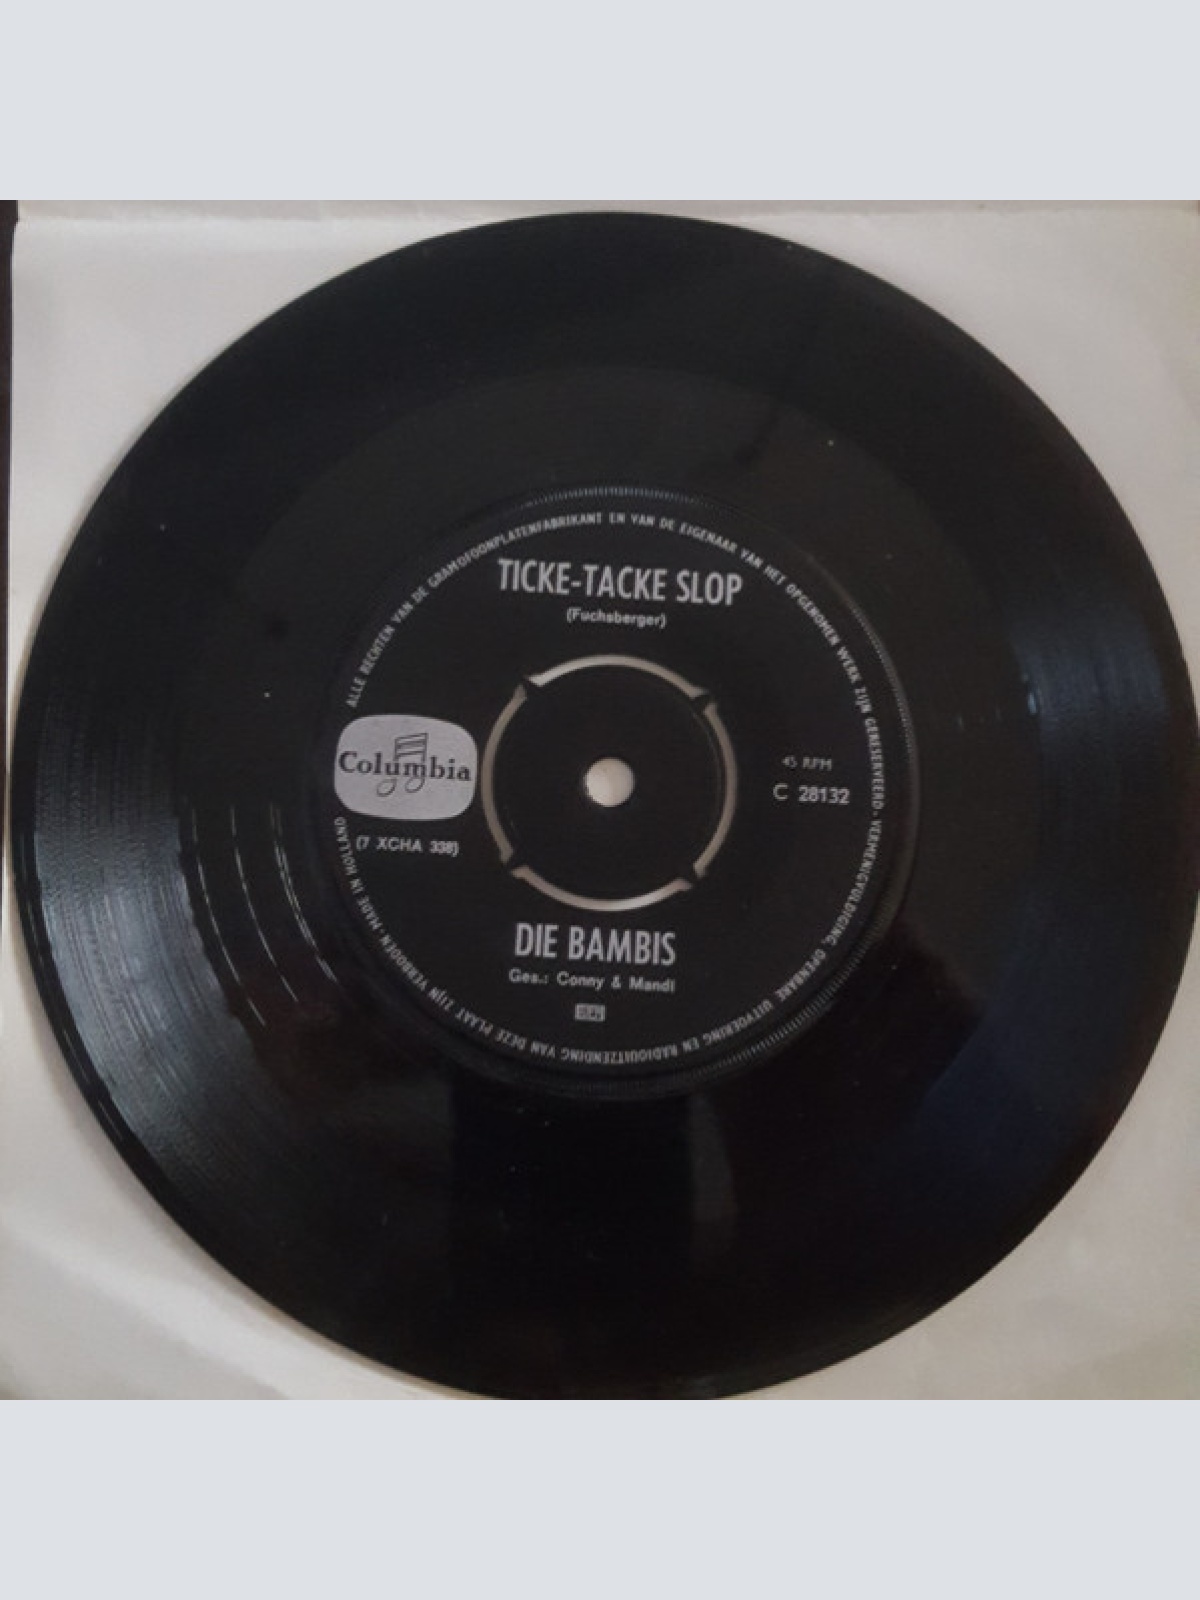 ALLE RECHTEN VAN DE GRAMOFOONPLATENFABRIKANT EN VAN DE EIGENAAR VAN HET OPGENOMEN WERK ZIJN GERESERVEERD · VERMENIGVULDIGING, OPENBARE UITVOERING EN RADIOUITZENDING VAN DEZE PLAAT ZIJN VERBODEN · MADE IN HOLLAND
TICKE-TACKE SLOP
(Fuchsberger)
Columbia
(7 XCHA 338)
45 RPM
C 28132
DIE BAMBIS
Ges.: Conny & Mandi